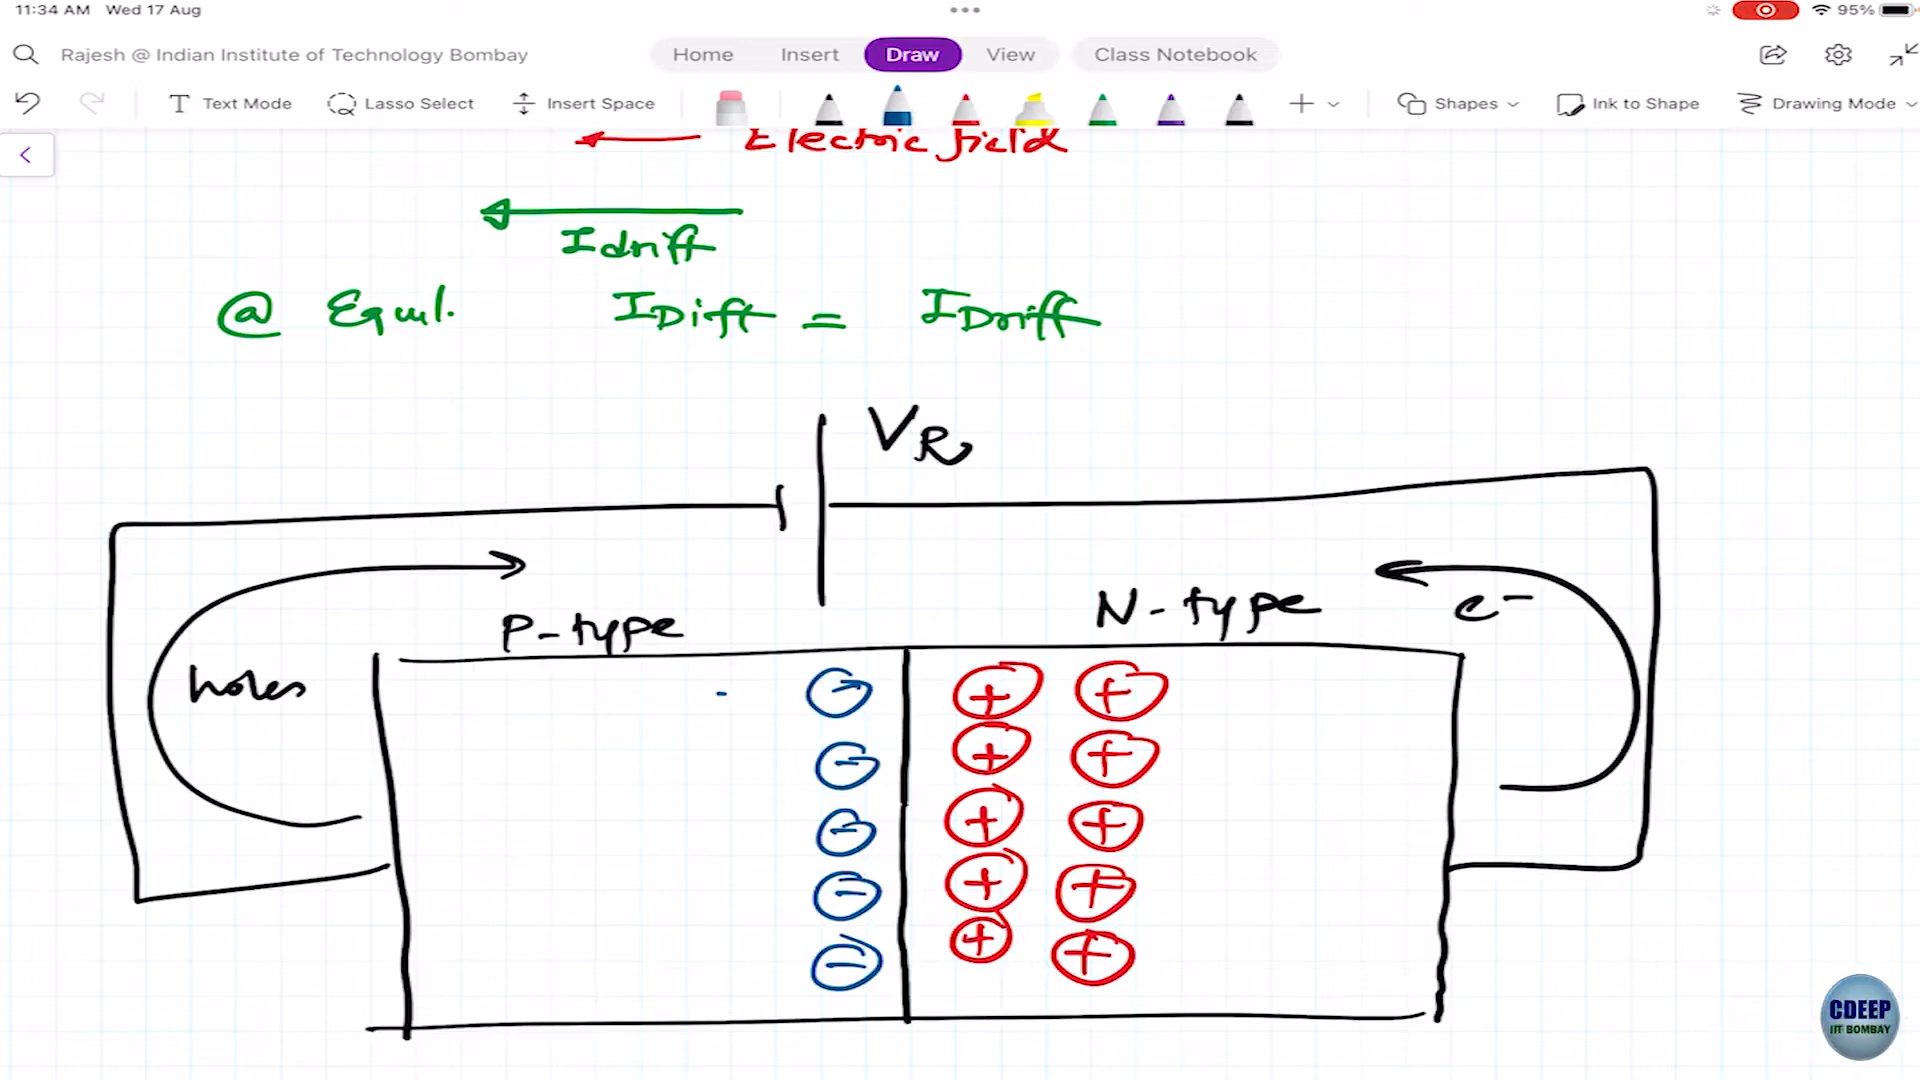 11:34 AM Wed 17 Aug
95%
Rajesh @ Indian Institute of Technology Bombay
Home Insert Draw View Class Notebook
Text Mode Lasso Select Insert Space Shapes Ink to Shape Drawing Mode
Electric field
Idrift
@ Equl. IDiff = IDriff
VR
P-type N-type e-
holes
- + +
- + +
- + +
- + +
- + +
CDEEP
IIT BOMBAY